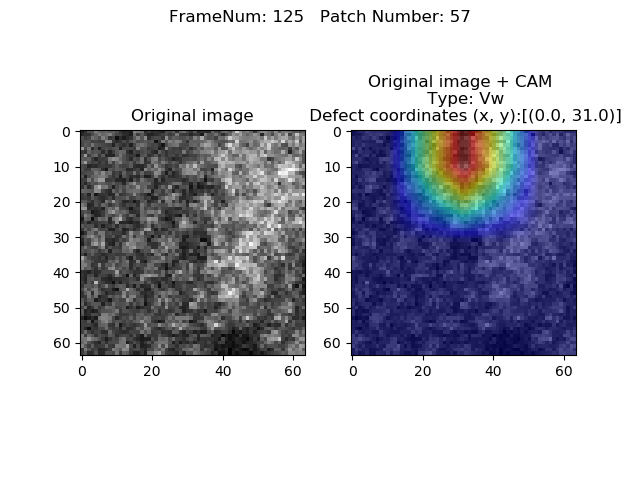 FrameNum: 125   Patch Number: 57
Original image
0
10
20
30
40
50
60
0 20 40 60
Original image + CAM
Type: Vw
Defect coordinates (x, y):[(0.0, 31.0)]
0
10
20
30
40
50
60
0 20 40 60